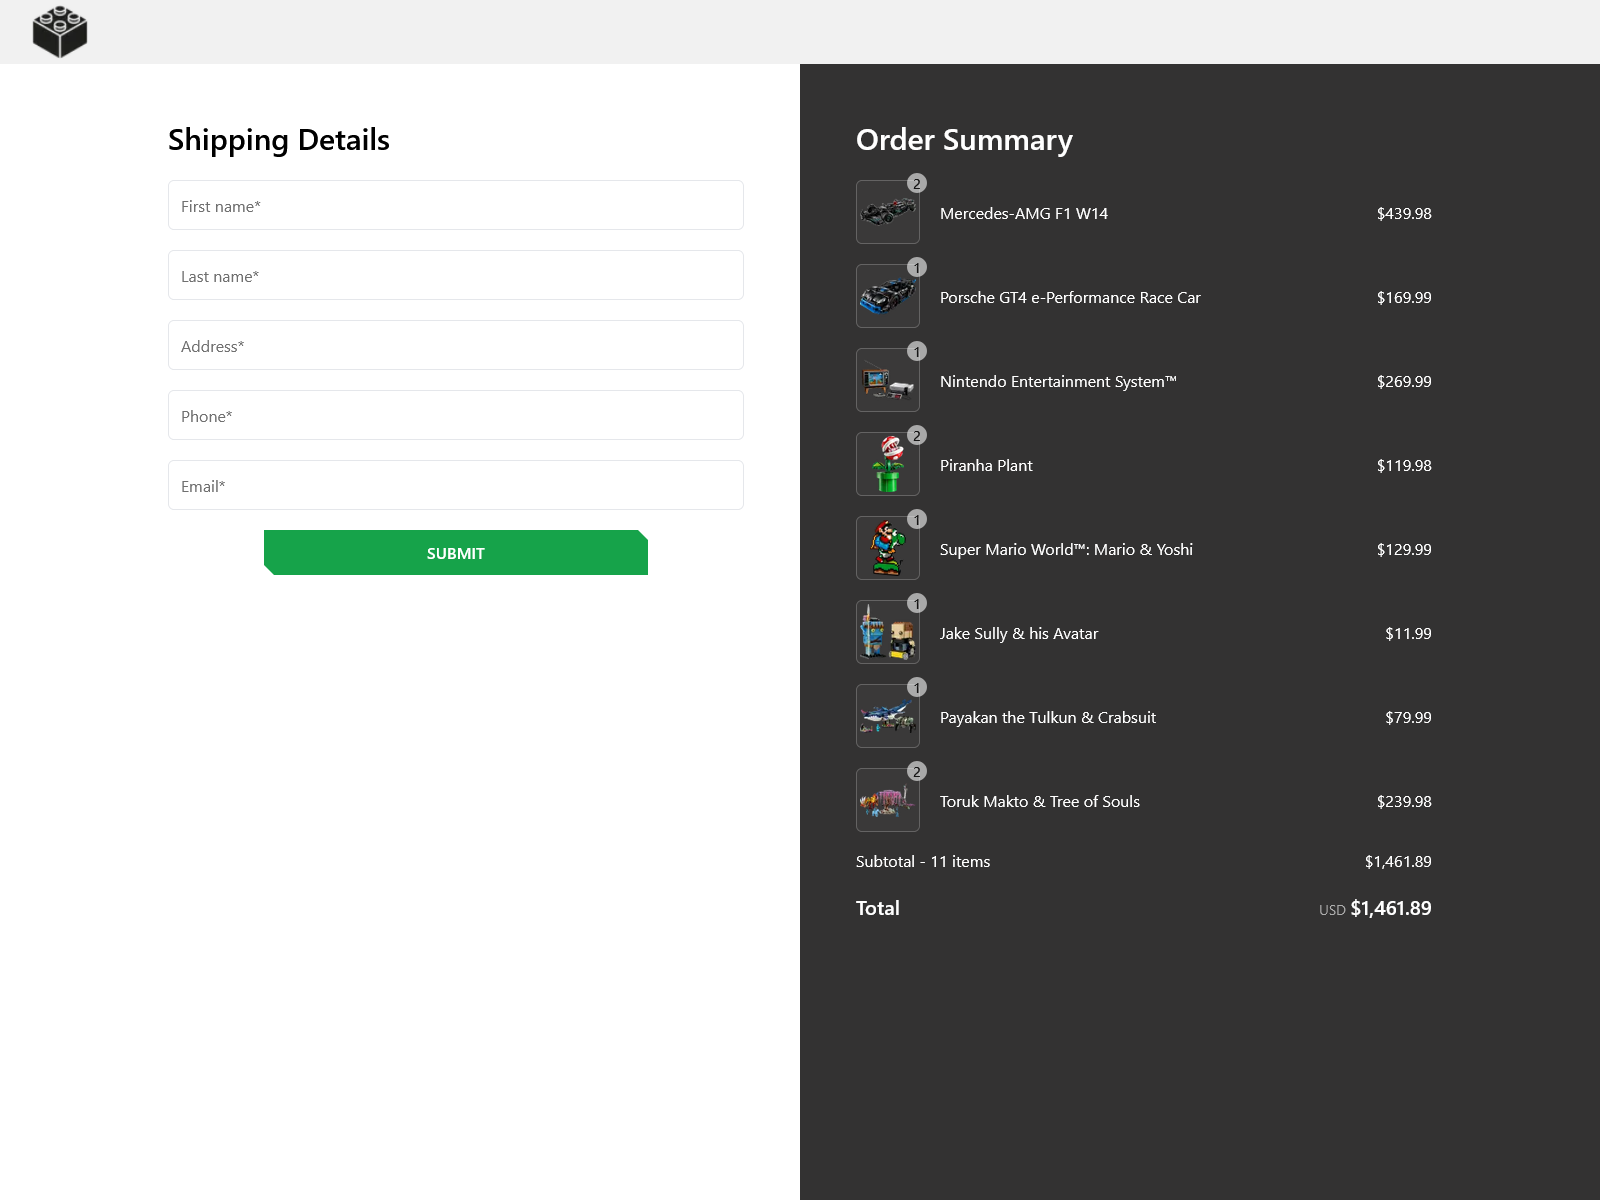 Shipping Details
First name*
Last name*
Address*
Phone*
Email*
SUBMIT
Order Summary
2
Mercedes-AMG F1 W14 $439.98
1
Porsche GT4 e-Performance Race Car $169.99
1
Nintendo Entertainment System™ $269.99
2
Piranha Plant $119.98
1
Super Mario World™: Mario & Yoshi $129.99
1
Jake Sully & his Avatar $11.99
1
Payakan the Tulkun & Crabsuit $79.99
2
Toruk Makto & Tree of Souls $239.98
Subtotal - 11 items $1,461.89
Total USD $1,461.89